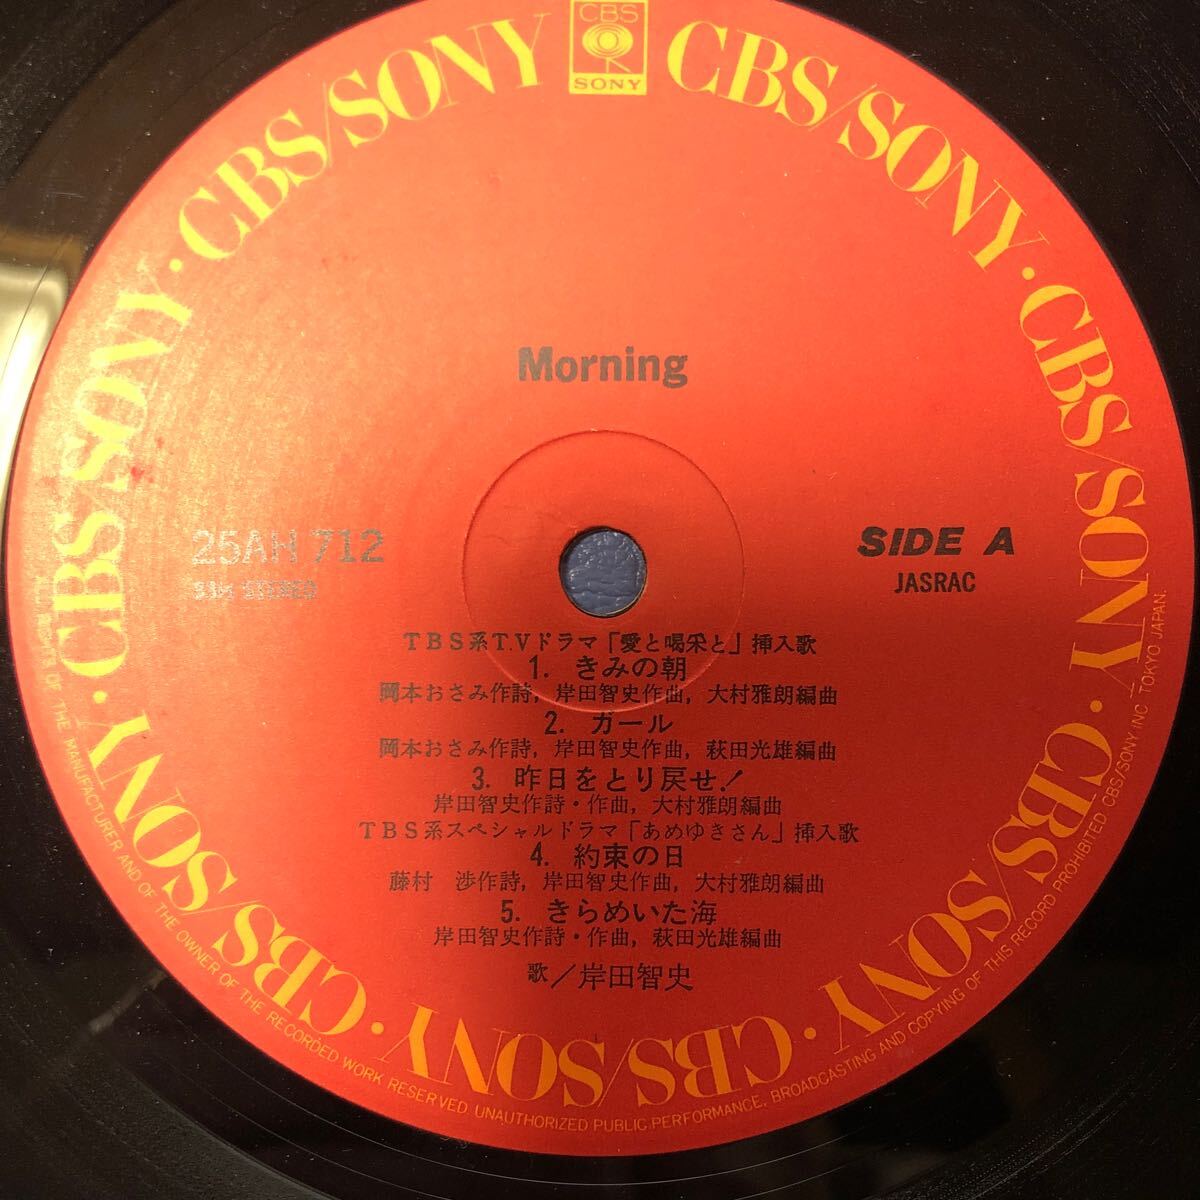 CBS
SONY
CBS/SONY · CBS/SONY · CBS/SONY · CBS/SONY · CBS/SONY · CBS/SONY · CBS/SONY · CBS/SONY · CBS/SONY
Morning
25AH 712
33⅓ STEREO
SIDE A
JASRAC
TBS系T.Vドラマ「愛と喝采と」挿入歌
1. きみの朝
岡本おさみ作詩, 岸田智史作曲, 大村雅朗編曲
2. ガール
岡本おさみ作詩, 岸田智史作曲, 萩田光雄編曲
3. 昨日をとり戻せ!
岸田智史作詩・作曲, 大村雅朗編曲
TBS系スペシャルドラマ「あめゆきさん」挿入歌
4. 約束の日
藤村 渉作詩, 岸田智史作曲, 大村雅朗編曲
5. きらめいた海
岸田智史作詩・作曲, 萩田光雄編曲
歌/岸田智史
RIGHTS OF THE MANUFACTURER AND OF THE OWNER OF THE RECORDED WORK RESERVED. UNAUTHORIZED PUBLIC PERFORMANCE, BROADCASTING AND COPYING OF THIS RECORD PROHIBITED CBS/SONY INC. TOKYO JAPAN.